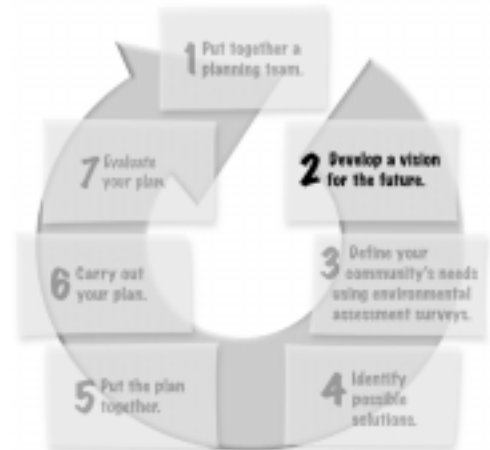 1 Put together a
planning team.
2 Develop a vision
for the future.
3 Define your
community's needs
using environmental
assessment surveys.
4 Identify
possible
solutions.
5 Put the plan
together.
6 Carry out
your plan.
7 Evaluate
your plan.